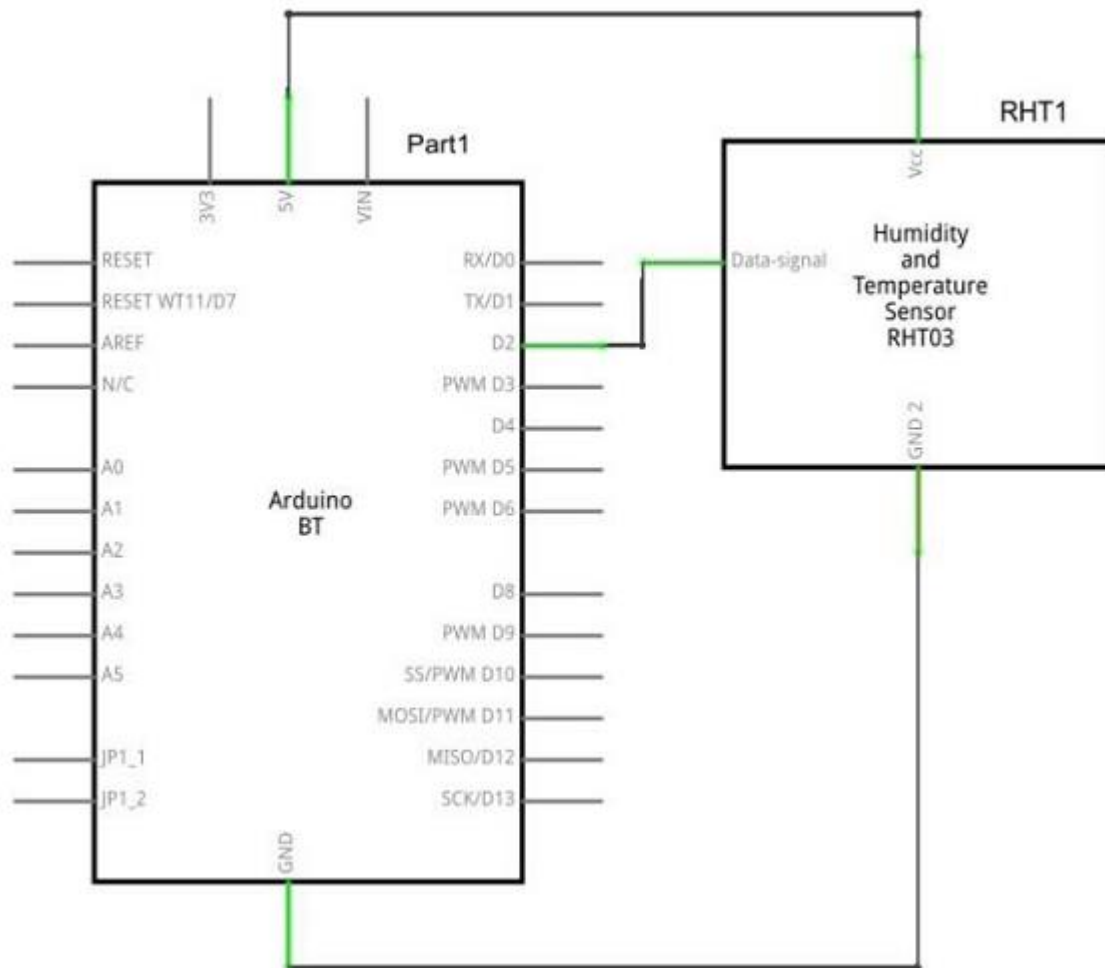 RHT1
Part1
3V3
5V
VIN
Vcc
RESET
RX/D0
Data-signal
Humidity
and
Temperature
Sensor
RHT03
RESET WT11/D7
TX/D1
AREF
D2
N/C
PWM D3
D4
GND 2
A0
PWM D5
A1
PWM D6
Arduino
BT
A2
A3
D8
A4
PWM D9
A5
SS/PWM D10
MOSI/PWM D11
JP1_1
MISO/D12
JP1_2
SCK/D13
GND